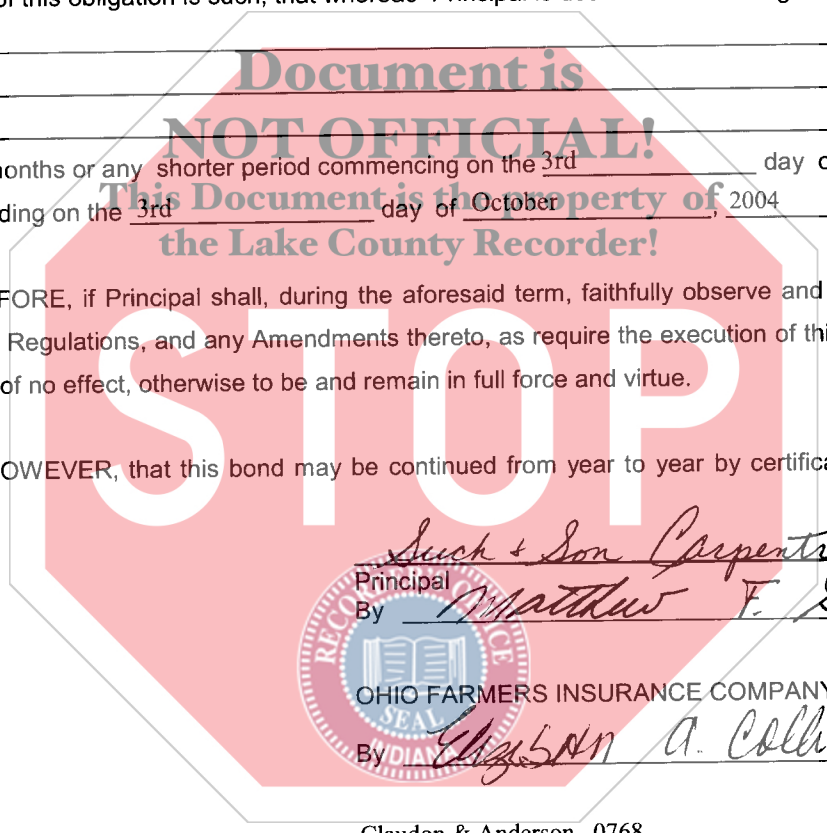 of this obligation is such, that whereas
Document is
NOT OFFICIAL!
months or any shorter period commencing on the 3rd day
This Document is the property of
ding on the 3rd day of October, 2004
the Lake County Recorder!
FORE, if Principal shall, during the aforesaid term, faithfully observe and
Regulations, and any Amendments thereto, as require the execution of thi
of no effect, otherwise to be and remain in full force and virtue.
STOP
OWEVER, that this bond may be continued from year to year by certifica
Such & Son Carpentr
Principal
By Matthew F. S
RECORDER'S OFFICE
SEAL
INDIANA
OHIO FARMERS INSURANCE COMPANY
By A. Coll
Claudon & Anderson 0768